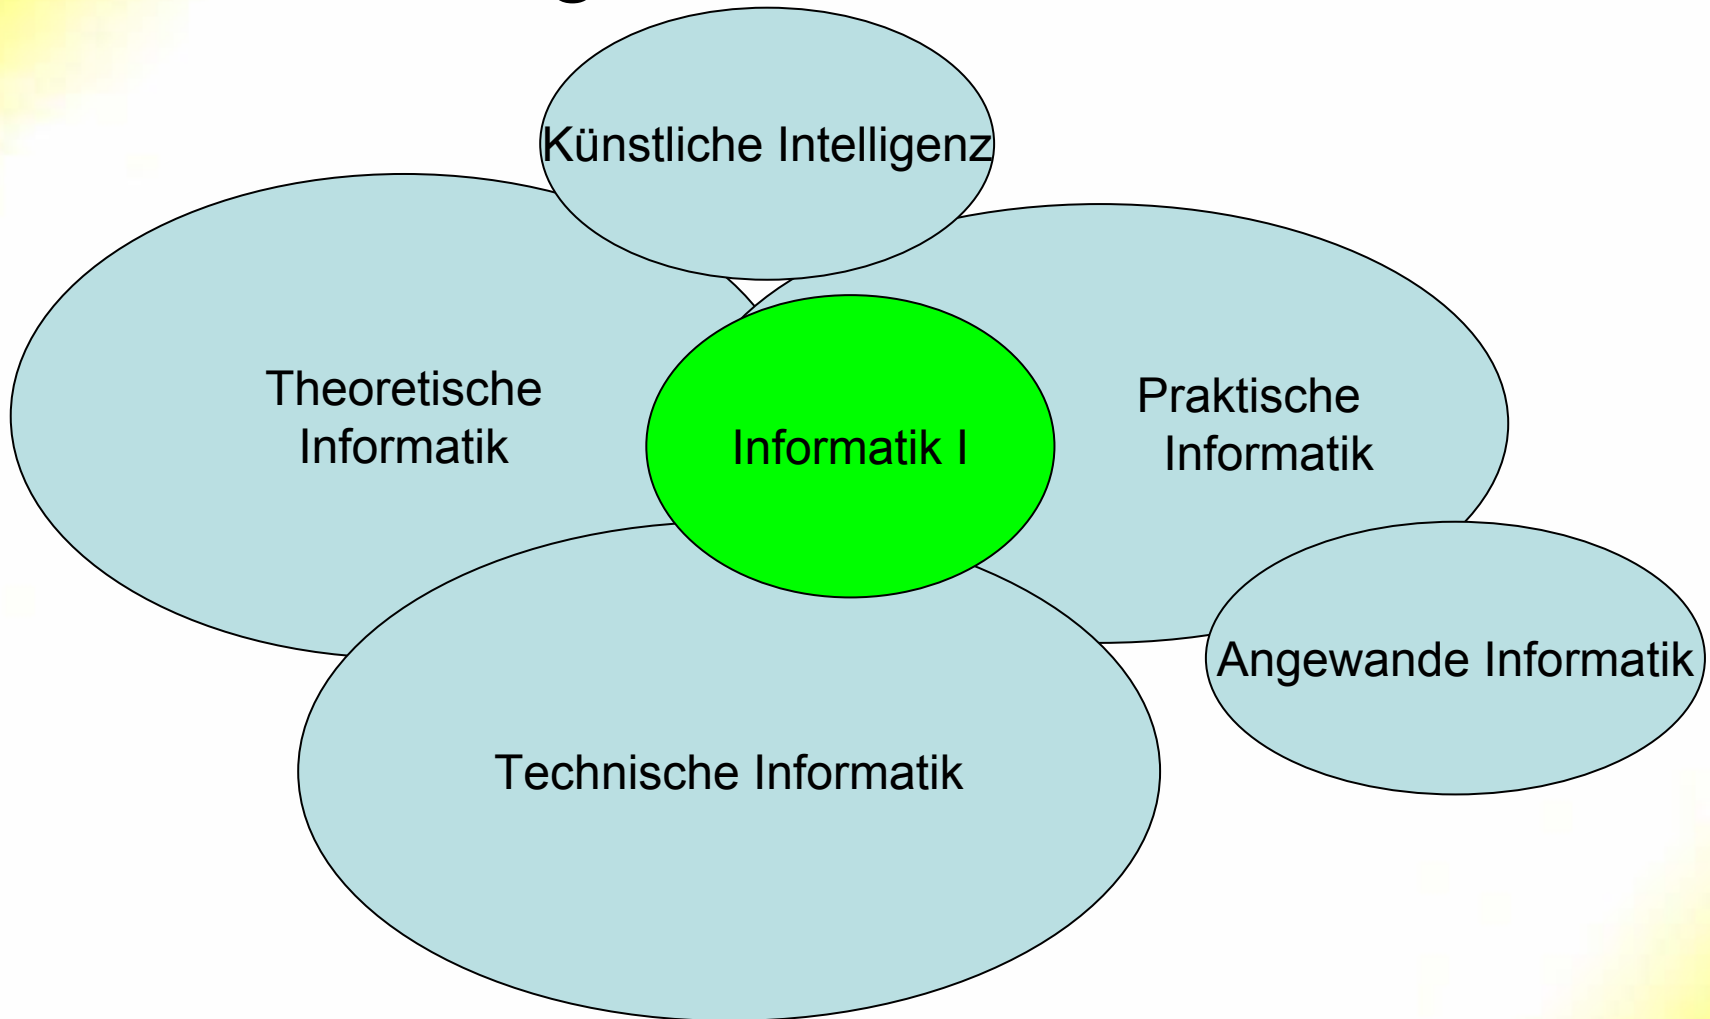 Künstliche Intelligenz
Theoretische
Informatik
Informatik I
Praktische
Informatik
Angewande Informatik
Technische Informatik